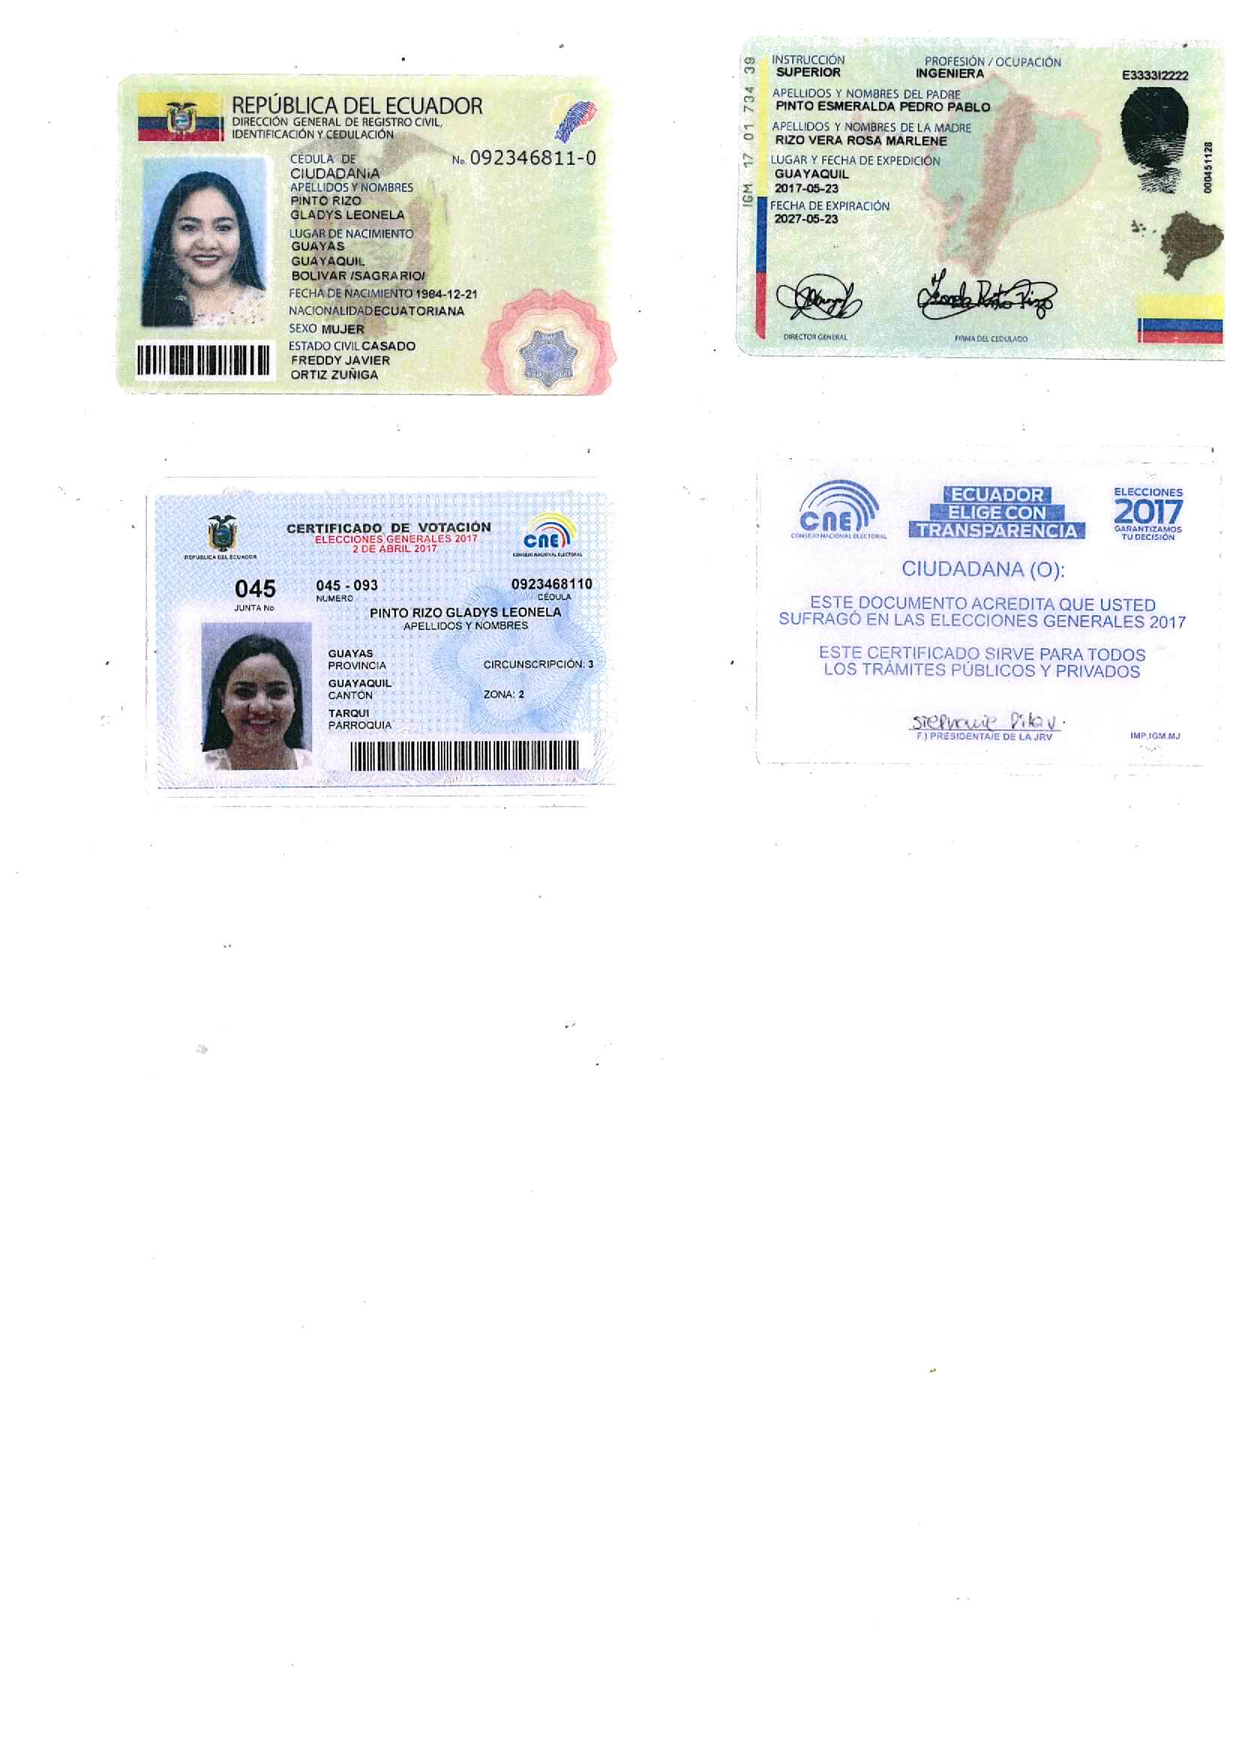 REPÚBLICA DEL ECUADOR
DIRECCIÓN GENERAL DE REGISTRO CIVIL,
IDENTIFICACIÓN Y CEDULACIÓN
CÉDULA DE No. 092346811-0
CIUDADANíA
APELLIDOS Y NOMBRES
PINTO RIZO
GLADYS LEONELA
LUGAR DE NACIMIENTO
GUAYAS
GUAYAQUIL
BOLIVAR /SAGRARIO/
FECHA DE NACIMIENTO 1984-12-21
NACIONALIDAD ECUATORIANA
SEXO MUJER
ESTADO CIVIL CASADO
FREDDY JAVIER
ORTIZ ZUÑIGA
IGM 17 01 734 39
INSTRUCCIÓN PROFESIÓN / OCUPACIÓN
SUPERIOR INGENIERA E333312222
APELLIDOS Y NOMBRES DEL PADRE
PINTO ESMERALDA PEDRO PABLO
APELLIDOS Y NOMBRES DE LA MADRE
RIZO VERA ROSA MARLENE
LUGAR Y FECHA DE EXPEDICIÓN
GUAYAQUIL
2017-05-23
FECHA DE EXPIRACIÓN
2027-05-23
000451128
DIRECTOR GENERAL FIRMA DEL CEDULADO
REPÚBLICA DEL ECUADOR
CERTIFICADO DE VOTACIÓN
ELECCIONES GENERALES 2017
2 DE ABRIL 2017
CNE
CONSEJO NACIONAL ELECTORAL
045 045 - 093 0923468110
JUNTA No. NUMERO CÉDULA
PINTO RIZO GLADYS LEONELA
APELLIDOS Y NOMBRES
GUAYAS
PROVINCIA CIRCUNSCRIPCIÓN: 3
GUAYAQUIL
CANTÓN ZONA: 2
TARQUI
PARROQUIA
CNE
CONSEJO NACIONAL ELECTORAL
ECUADOR
ELIGE CON
TRANSPARENCIA
ELECCIONES
2017
GARANTIZAMOS
TU DECISIÓN
CIUDADANA (O):
ESTE DOCUMENTO ACREDITA QUE USTED
SUFRAGÓ EN LAS ELECCIONES GENERALES 2017
ESTE CERTIFICADO SIRVE PARA TODOS
LOS TRÁMITES PÚBLICOS Y PRIVADOS
F.) PRESIDENTA/E DE LA JRV IMP.IGM.MJ